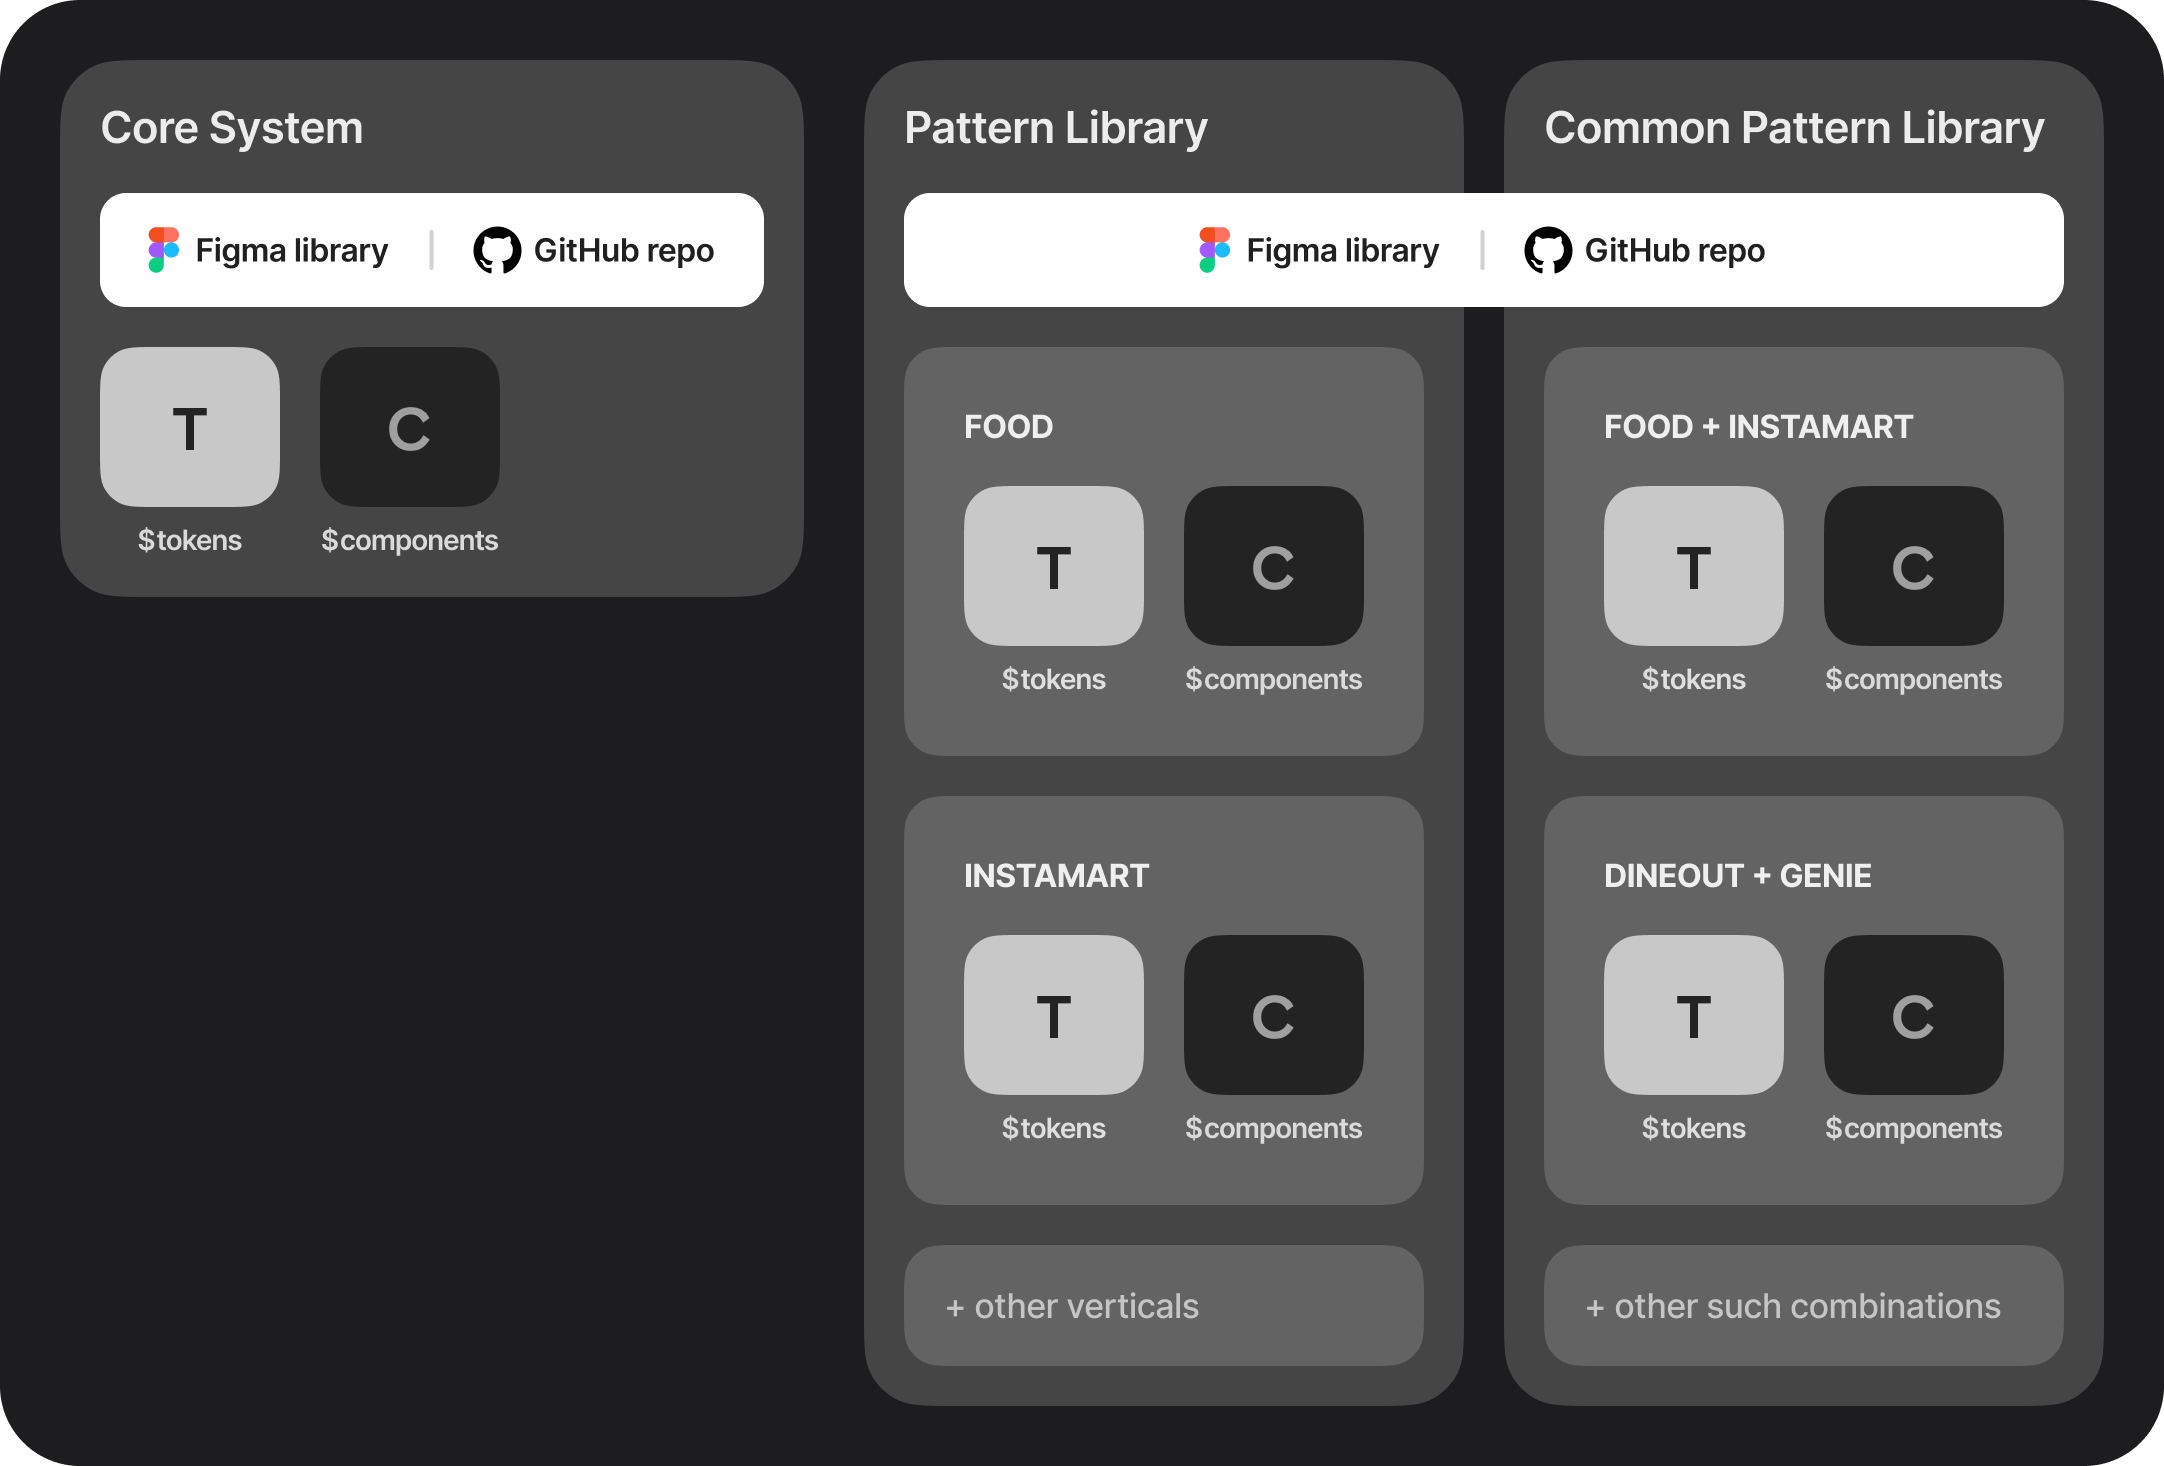 Core System
Figma library | GitHub repo
T C
$tokens $components
Pattern Library
Common Pattern Library
Figma library | GitHub repo
FOOD
T C
$tokens $components
INSTAMART
T C
$tokens $components
+ other verticals
FOOD + INSTAMART
T C
$tokens $components
DINEOUT + GENIE
T C
$tokens $components
+ other such combinations